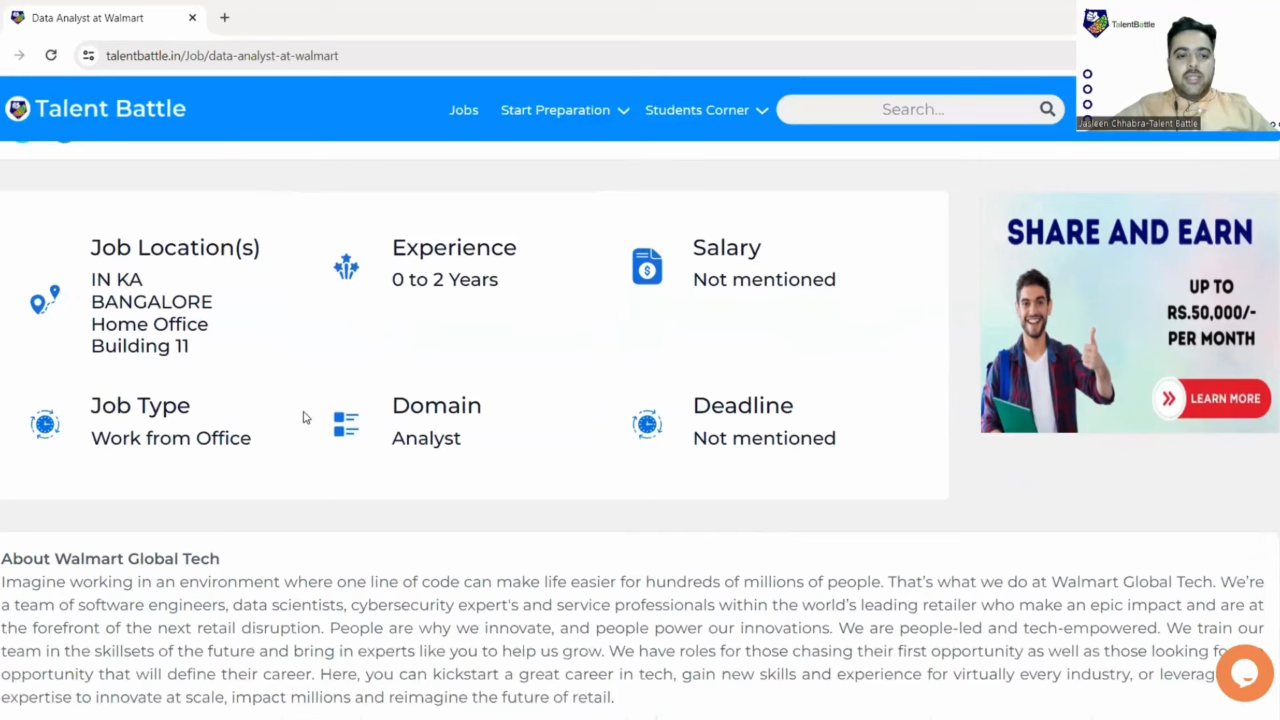 Data Analyst at Walmart
talentbattle.in/Job/data-analyst-at-walmart
TalentBattle
Talent Battle
Jobs
Start Preparation
Students Corner
Search...
Jasleen Chhabra-Talent Battle
Job Location(s)
IN KA
BANGALORE
Home Office
Building 11
Experience
0 to 2 Years
Salary
Not mentioned
Job Type
Work from Office
Domain
Analyst
Deadline
Not mentioned
SHARE AND EARN
UP TO
RS.50,000/-
PER MONTH
LEARN MORE
About Walmart Global Tech
Imagine working in an environment where one line of code can make life easier for hundreds of millions of people. That's what we do at Walmart Global Tech. We're
a team of software engineers, data scientists, cybersecurity expert's and service professionals within the world's leading retailer who make an epic impact and are at
the forefront of the next retail disruption. People are why we innovate, and people power our innovations. We are people-led and tech-empowered. We train our
team in the skillsets of the future and bring in experts like you to help us grow. We have roles for those chasing their first opportunity as well as those looking
opportunity that will define their career. Here, you can kickstart a great career in tech, gain new skills and experience for virtually every industry, or leverag
expertise to innovate at scale, impact millions and reimagine the future of retail.